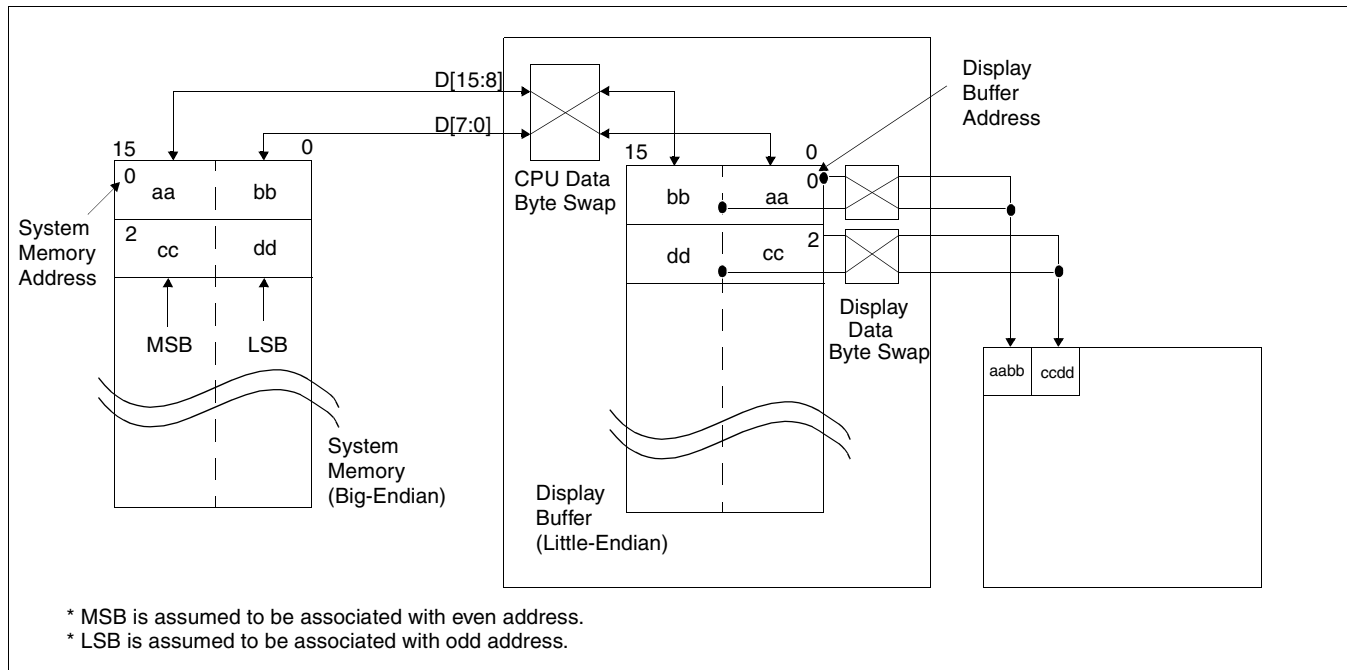 D[15:8]
D[7:0]
Display
Buffer
Address
15
0
CPU Data
Byte Swap
15
0
0
aa
bb
bb
aa
0
System
Memory
Address
2
cc
dd
dd
cc
2
MSB
LSB
Display
Data
Byte Swap
aabb
ccdd
System
Memory
(Big-Endian)
Display
Buffer
(Little-Endian)
* MSB is assumed to be associated with even address.
* LSB is assumed to be associated with odd address.